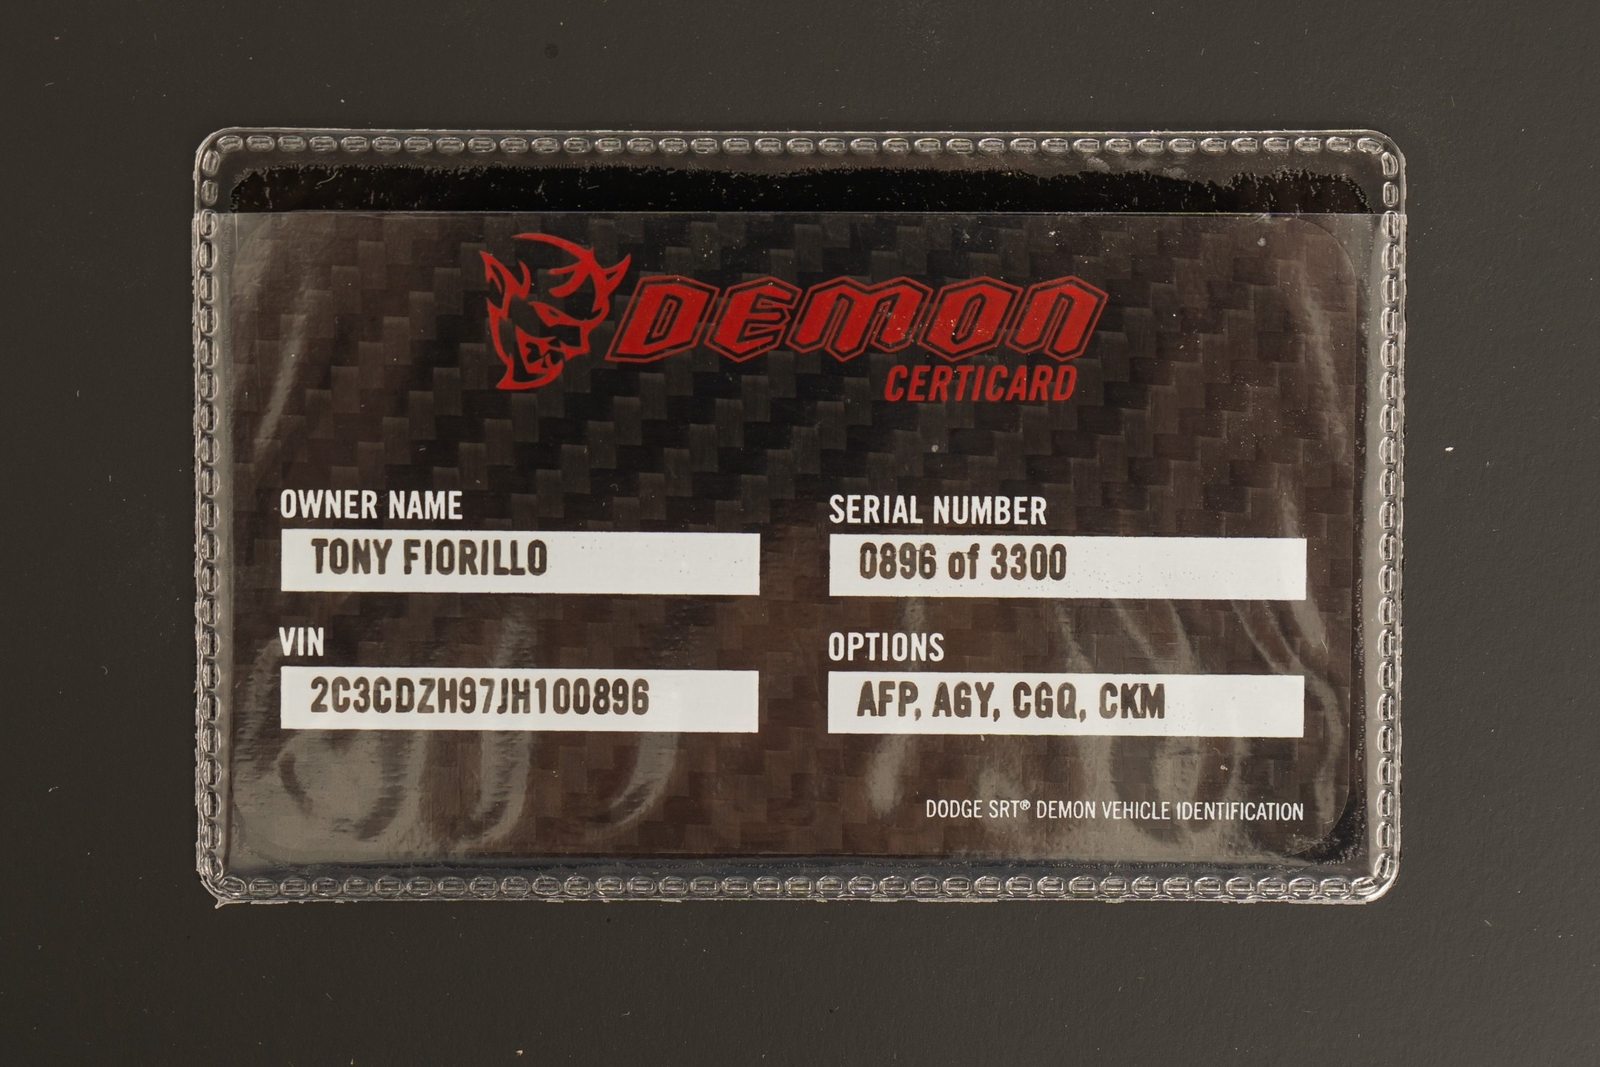 DEMON
CERTICARD
OWNER NAME
TONY FIORILLO
SERIAL NUMBER
0896 of 3300
VIN
2C3CDZH97JH100896
OPTIONS
AFP, AGY, CGQ, CKM
DODGE SRT® DEMON VEHICLE IDENTIFICATION